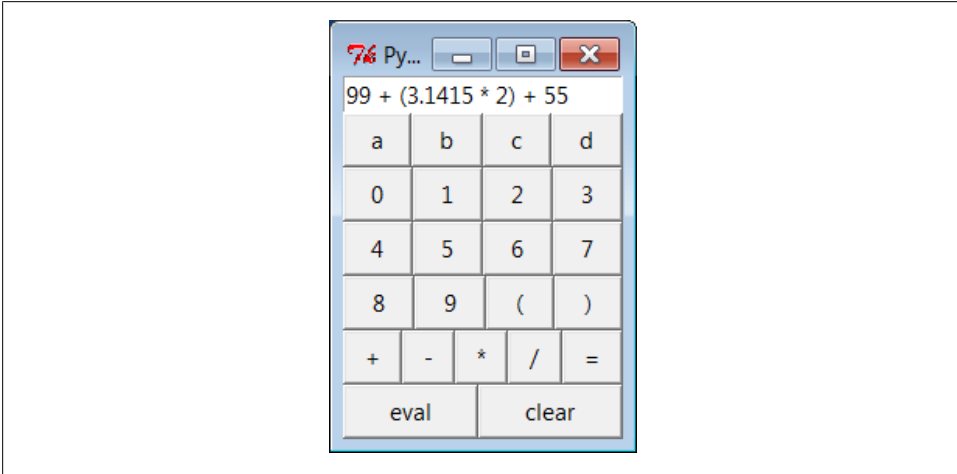 Py...
99 + (3.1415 * 2) + 55
a b c d
0 1 2 3
4 5 6 7
8 9 ( )
+ - * / =
eval clear